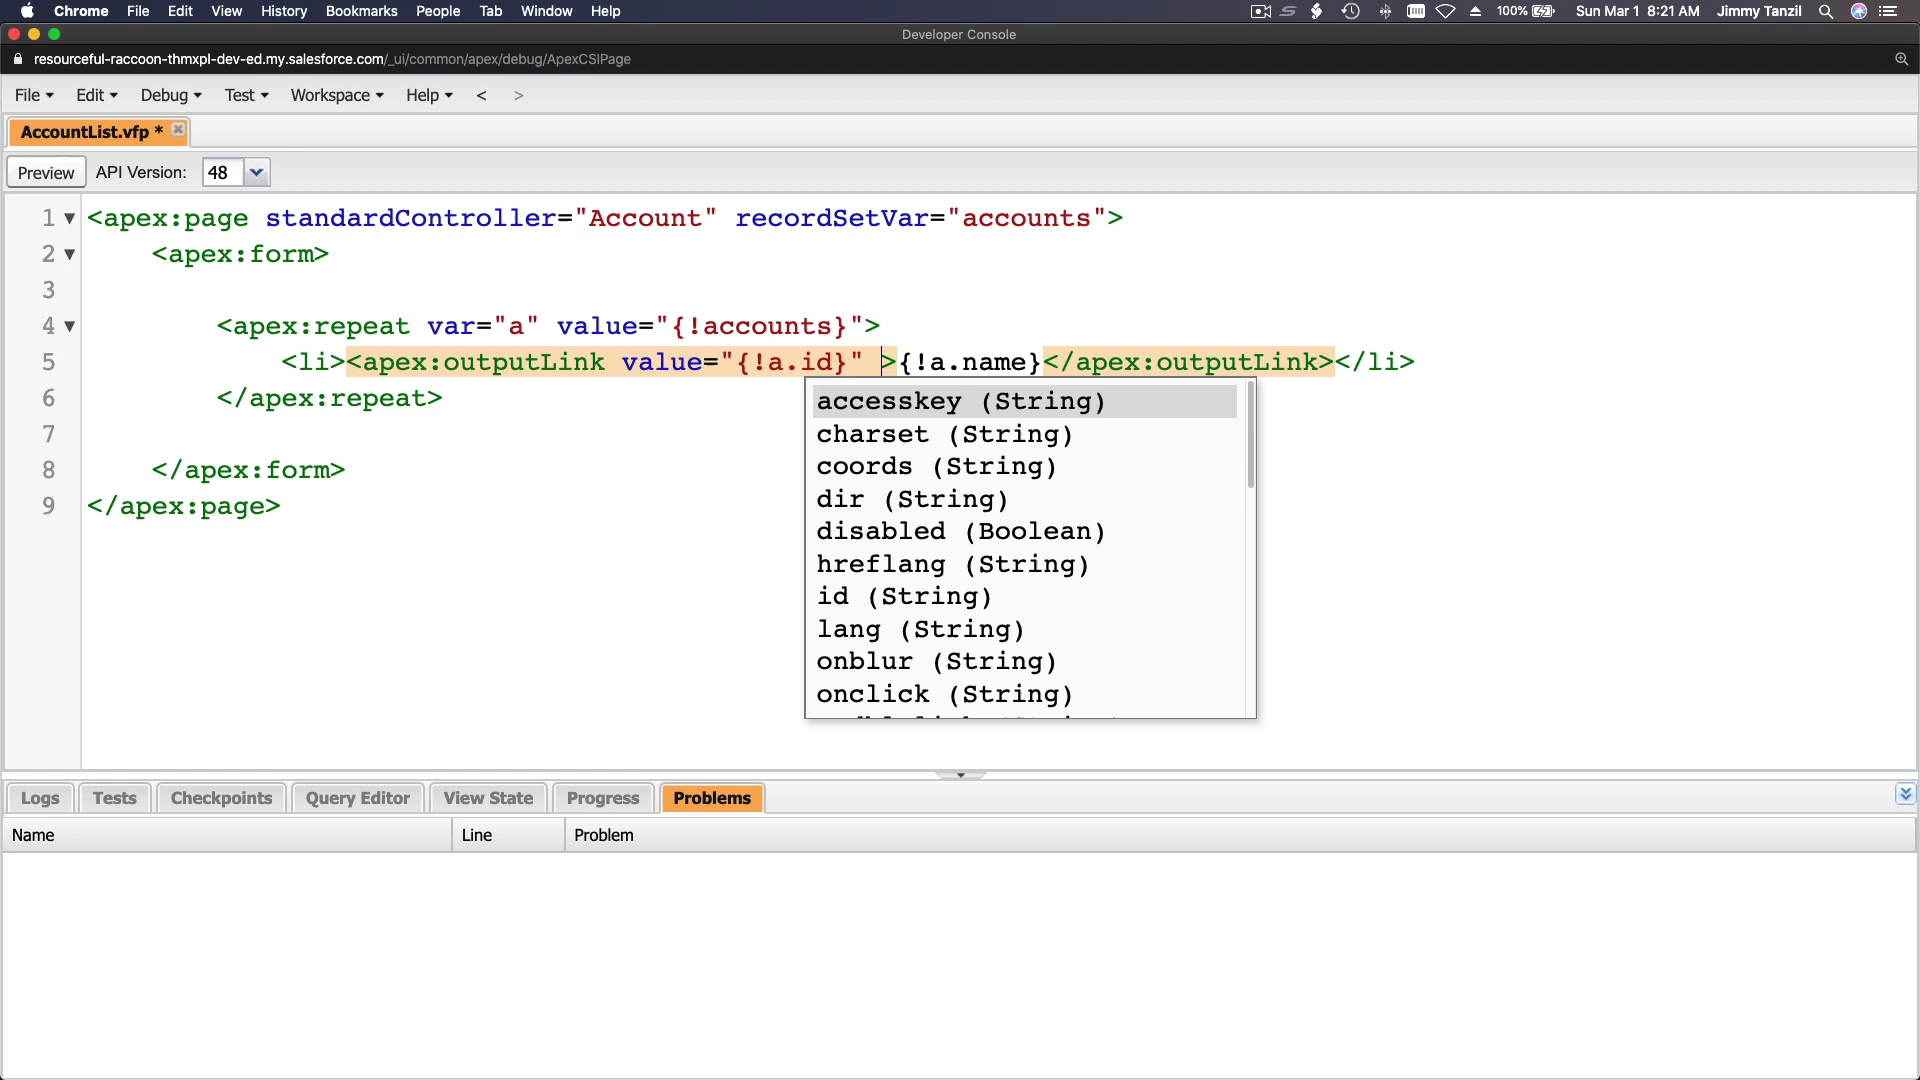 Chrome File Edit View History Bookmarks People Tab Window Help 100% Sun Mar 1 8:21 AM Jimmy Tanzil
Developer Console
resourceful-raccoon-thmxpl-dev-ed.my.salesforce.com/_ui/common/apex/debug/ApexCSIPage
File Edit Debug Test Workspace Help < >
AccountList.vfp *
Preview API Version: 48
1 <apex:page standardController="Account" recordSetVar="accounts">
2 <apex:form>
3
4 <apex:repeat var="a" value="{!accounts}">
5 <li><apex:outputLink value="{!a.id}" >{!a.name}</apex:outputLink></li>
6 </apex:repeat>
7
8 </apex:form>
9 </apex:page>
accesskey (String)
charset (String)
coords (String)
dir (String)
disabled (Boolean)
hreflang (String)
id (String)
lang (String)
onblur (String)
onclick (String)
Logs Tests Checkpoints Query Editor View State Progress Problems
Name Line Problem